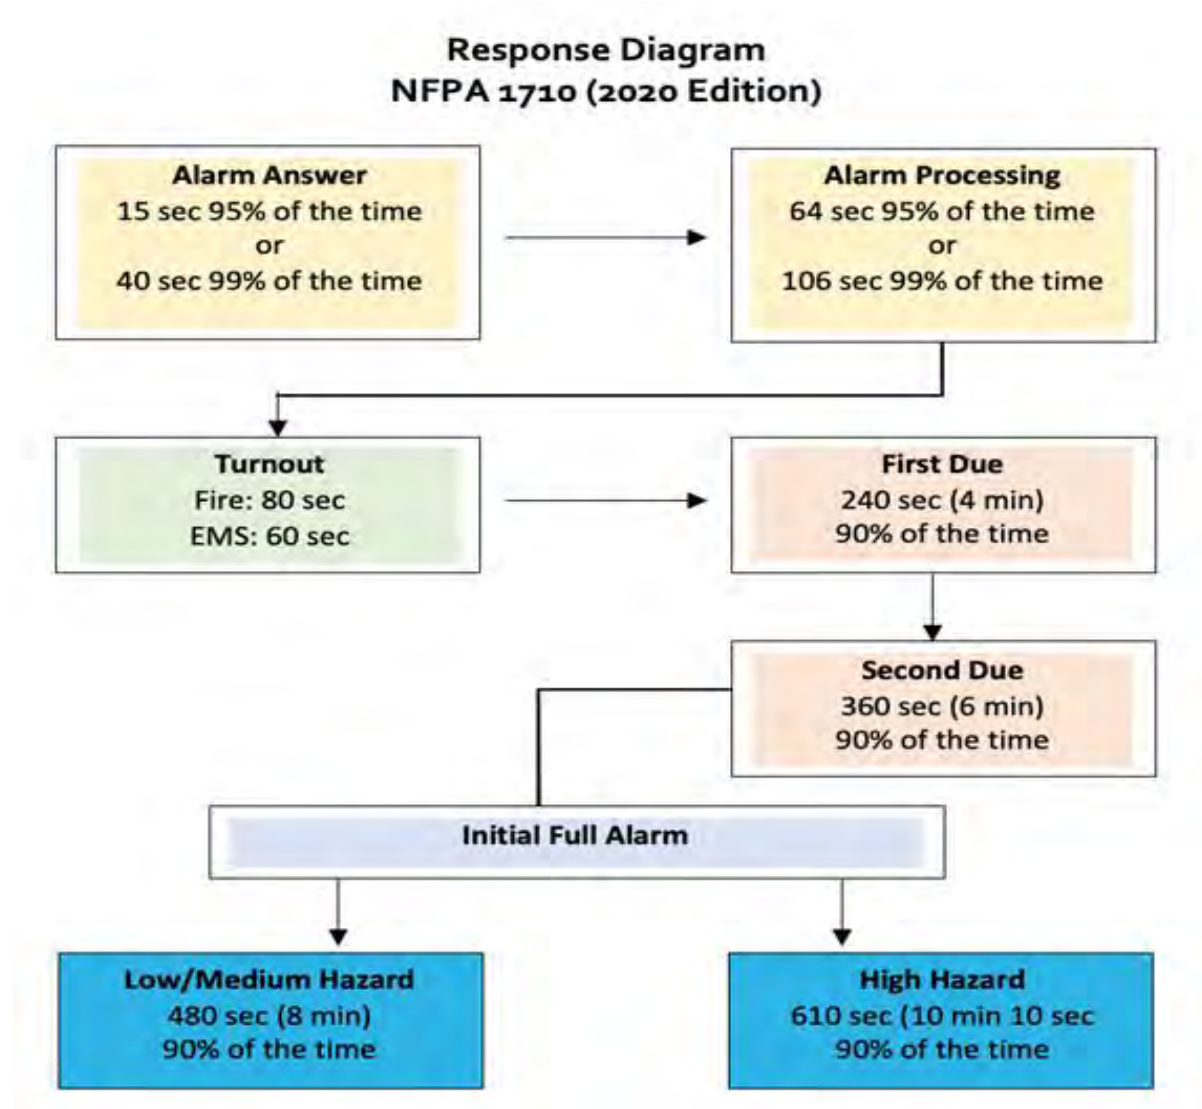 Response Diagram
NFPA 1710 (2020 Edition)
Alarm Answer
15 sec 95% of the time
or
40 sec 99% of the time
Alarm Processing
64 sec 95% of the time
or
106 sec 99% of the time
Turnout
Fire: 80 sec
EMS: 60 sec
First Due
240 sec (4 min)
90% of the time
Second Due
360 sec (6 min)
90% of the time
Initial Full Alarm
Low/Medium Hazard
480 sec (8 min)
90% of the time
High Hazard
610 sec (10 min 10 sec
90% of the time